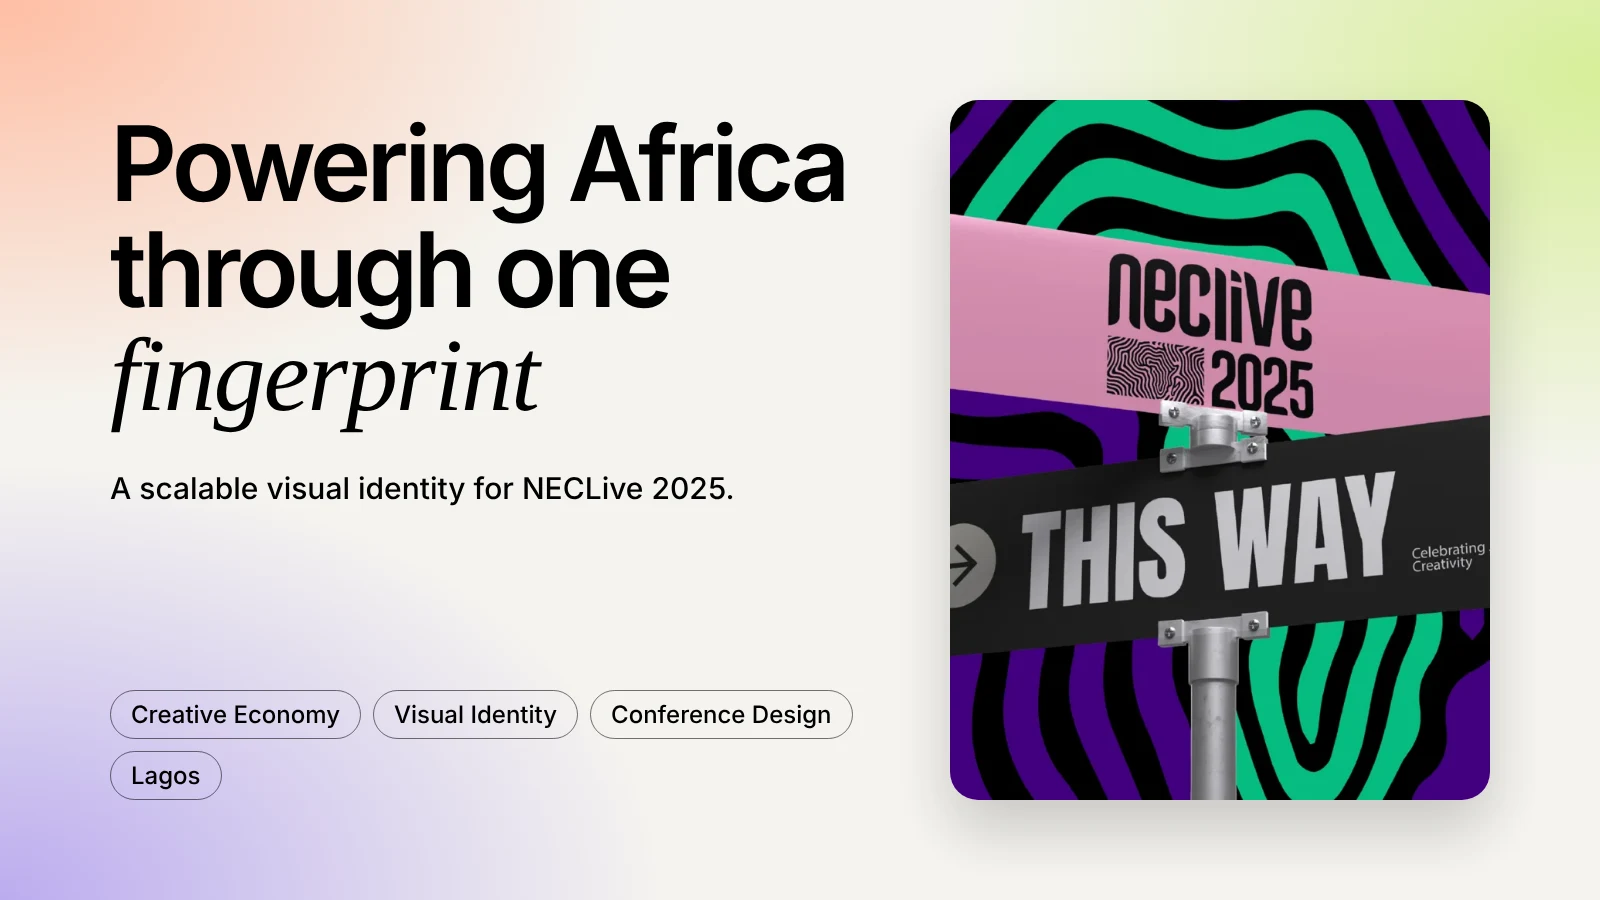 Powering Africa
through one
fingerprint
A scalable visual identity for NECLive 2025.
Creative Economy
Visual Identity
Conference Design
Lagos
neclive
2025
THIS WAY
Celebrating
Creativity